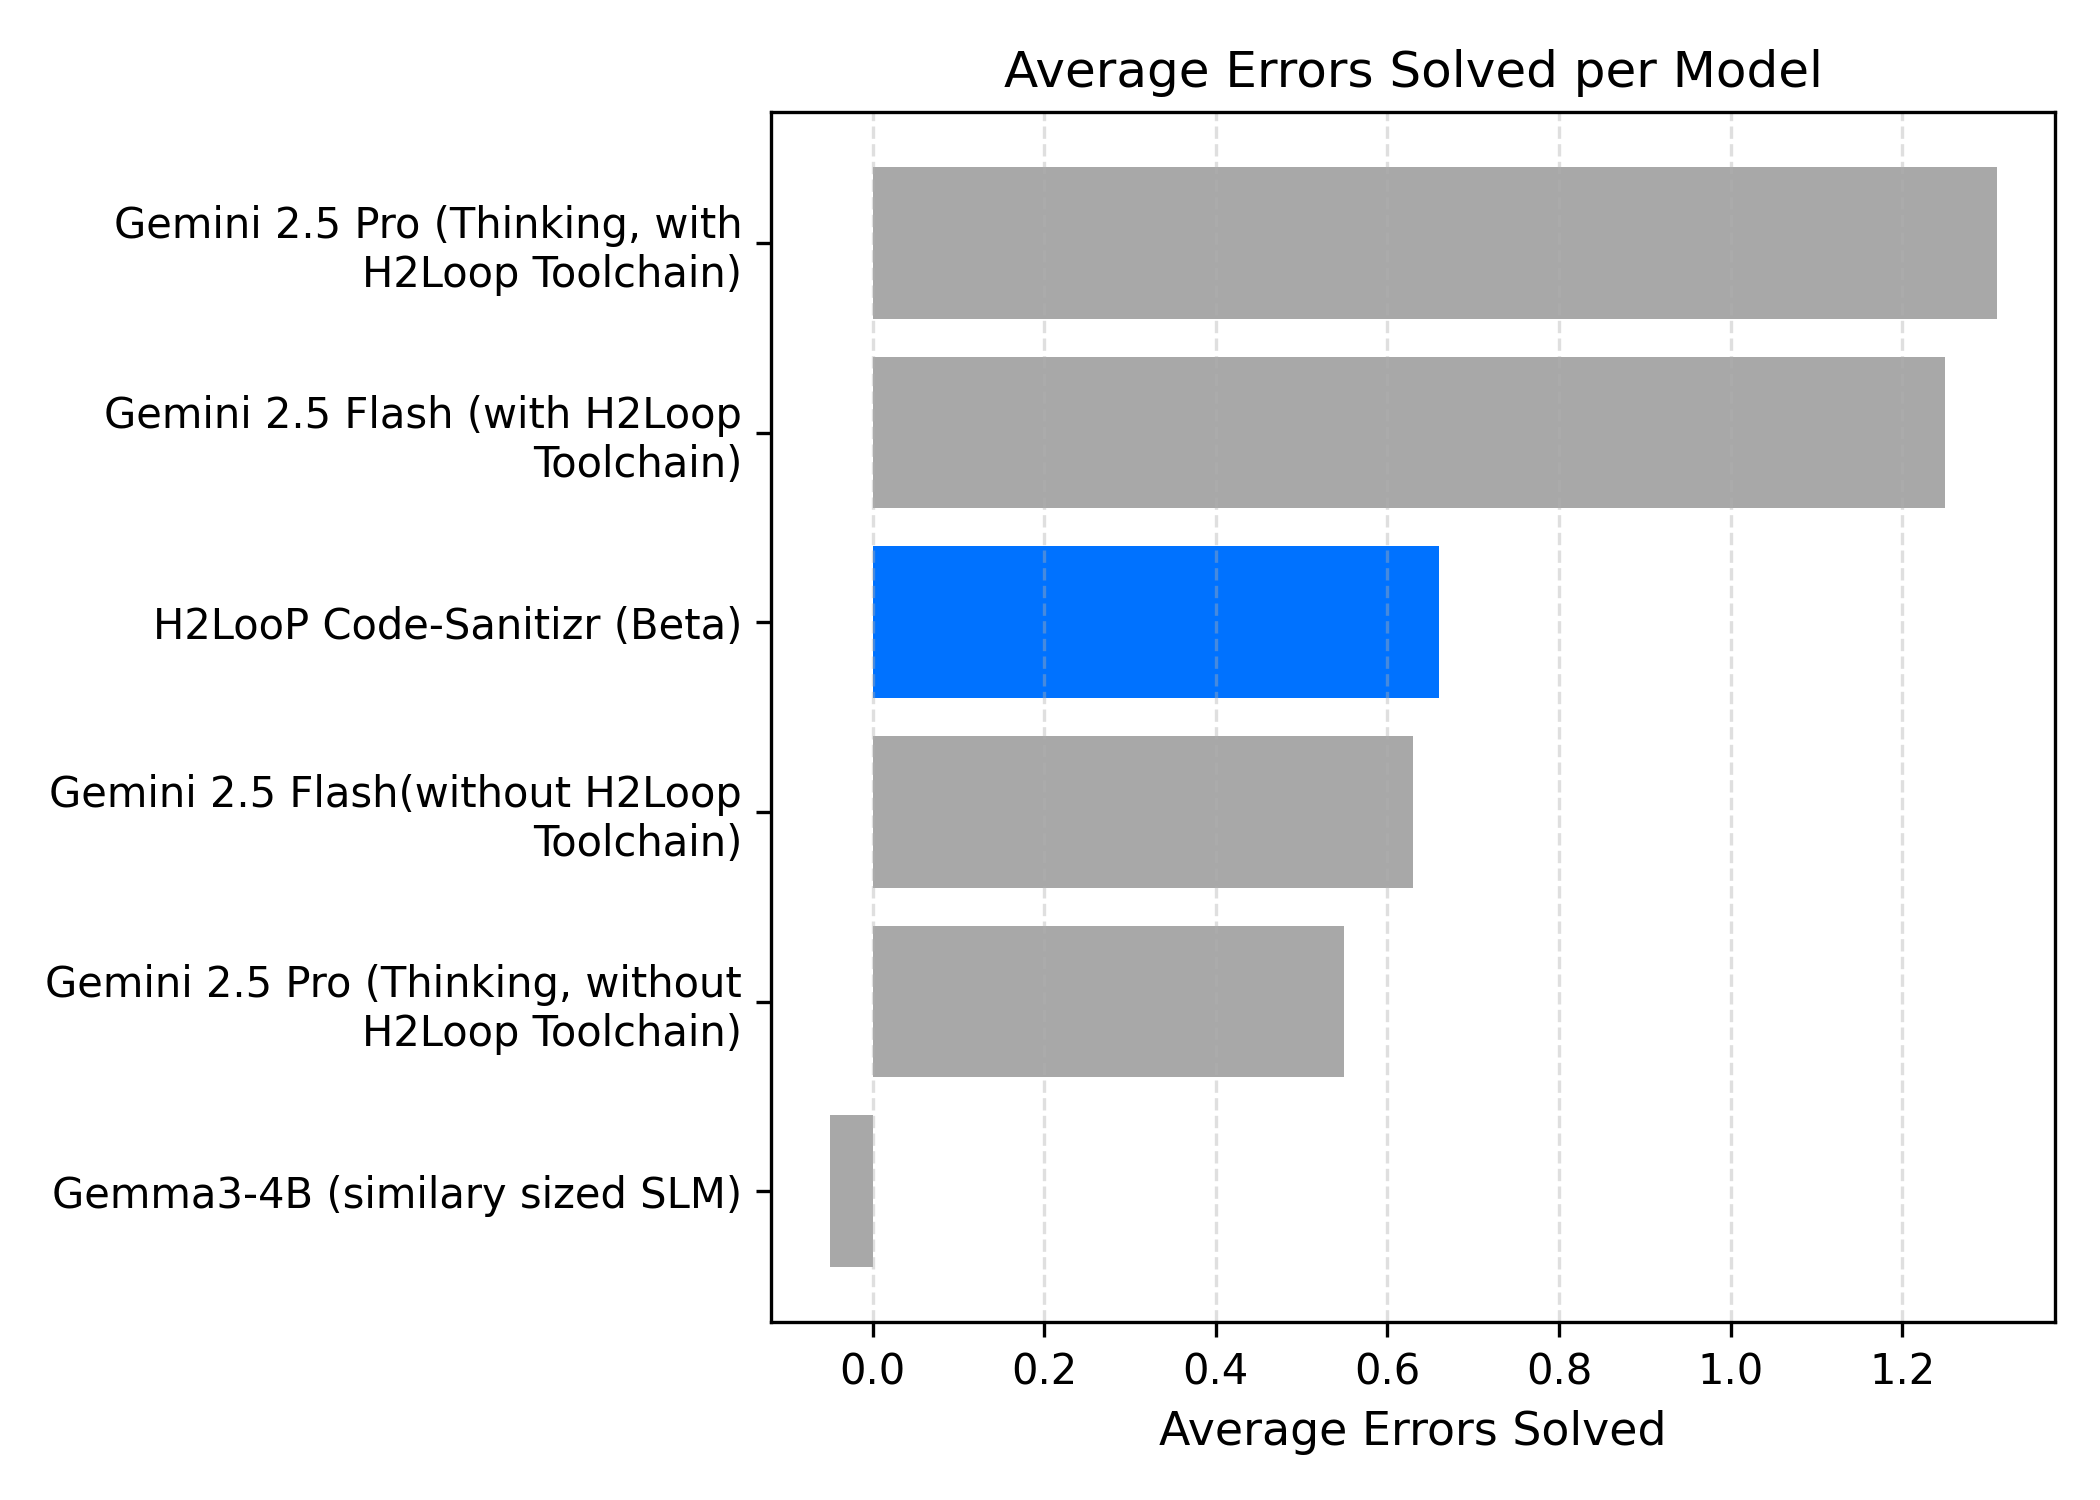 Average Errors Solved per Model
Gemini 2.5 Pro (Thinking, with
H2Loop Toolchain)
Gemini 2.5 Flash (with H2Loop
Toolchain)
H2LooP Code-Sanitizr (Beta)
Gemini 2.5 Flash(without H2Loop
Toolchain)
Gemini 2.5 Pro (Thinking, without
H2Loop Toolchain)
Gemma3-4B (similary sized SLM)
0.0 0.2 0.4 0.6 0.8 1.0 1.2
Average Errors Solved